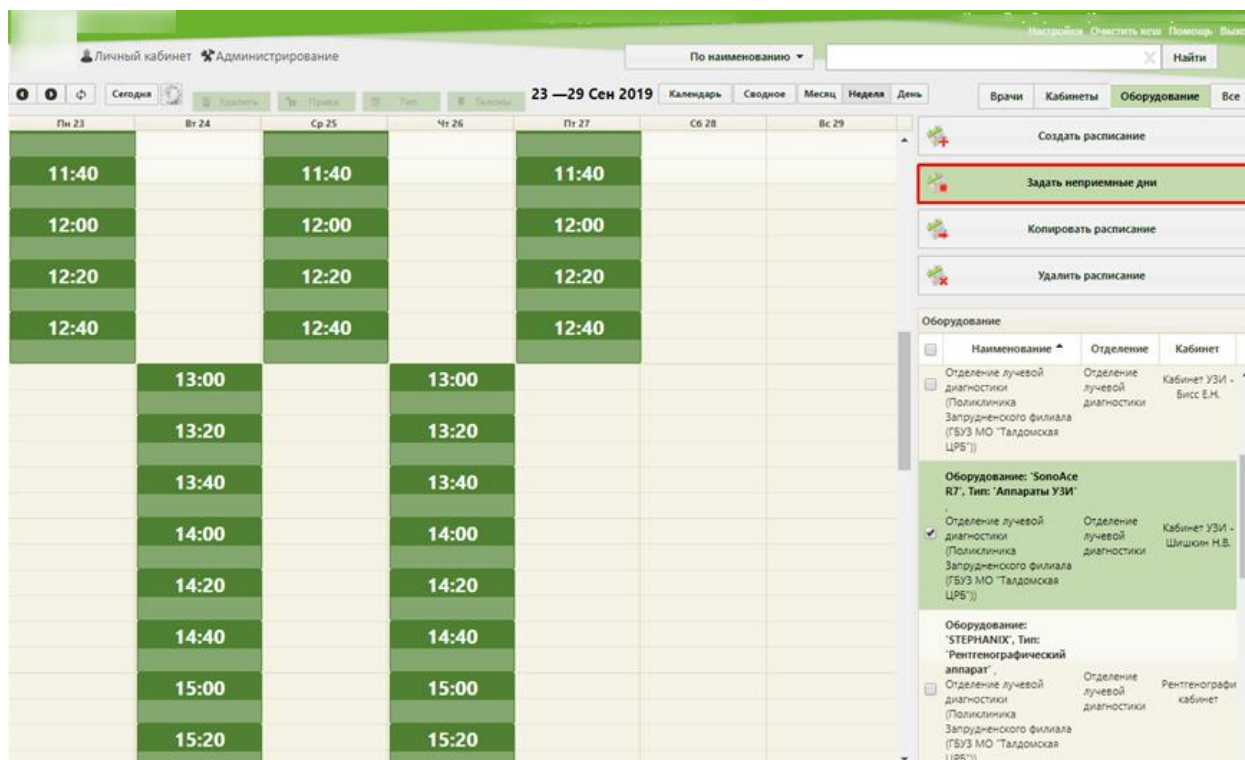 Настройки Очистить кеш Помощь Выхо
Личный кабинет Администрирование
По наименованию
Найти
Сегодня
Удалить
Права
Тип
Талоны
23 —29 Сен 2019
Календарь Сводное Месяц Неделя День
Врачи Кабинеты Оборудование Все
Пн 23 Вт 24 Ср 25 Чт 26 Пт 27 Сб 28 Вс 29
Создать расписание
11:40 11:40 11:40
Задать неприемные дни
12:00 12:00 12:00
Копировать расписание
12:20 12:20 12:20
Удалить расписание
12:40 12:40 12:40
13:00 13:00
13:20 13:20
13:40 13:40
14:00 14:00
14:20 14:20
14:40 14:40
15:00 15:00
15:20 15:20
Оборудование
Наименование Отделение Кабинет
Отделение лучевой
диагностики
(Поликлиника
Запрудненского филиала
(ГБУЗ МО "Талдомская
ЦРБ"))
Отделение
лучевой
диагностики
Кабинет УЗИ -
Бисс Е.Н.
Оборудование: 'SonoAce
R7', Тип: 'Аппараты УЗИ'
,
Отделение лучевой
диагностики
(Поликлиника
Запрудненского филиала
(ГБУЗ МО "Талдомская
ЦРБ"))
Отделение
лучевой
диагностики
Кабинет УЗИ -
Шишкин Н.В.
Оборудование:
'STEPHANIX', Тип:
'Рентгенографический
аппарат' ,
Отделение лучевой
диагностики
(Поликлиника
Запрудненского филиала
(ГБУЗ МО "Талдомская
ЦРБ"))
Отделение
лучевой
диагностики
Рентгенографи
кабинет